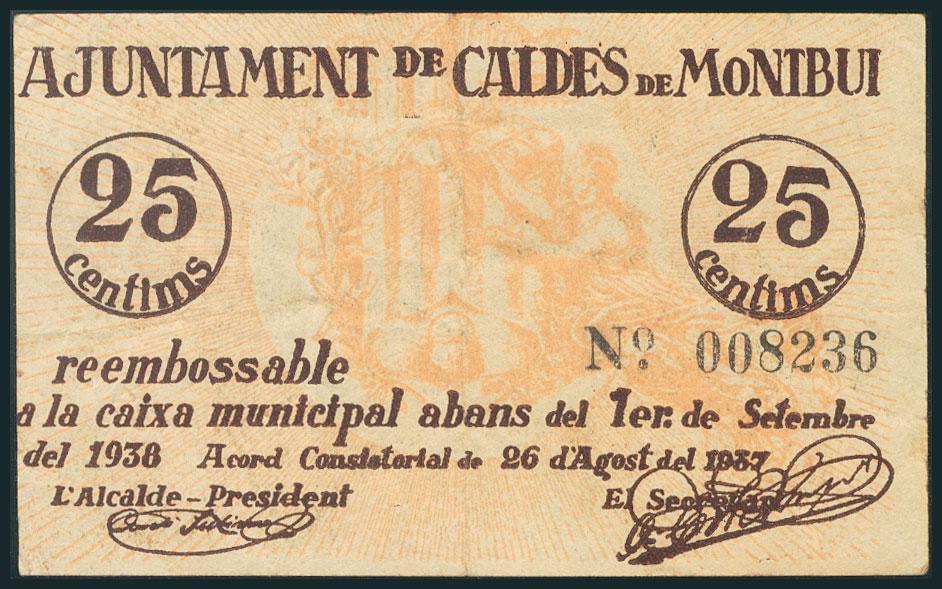 AJUNTAMENT DE CALDES DE MONTBUI
25 25
centims centims
Nº. 008236
reembossable
a la caixa municipal abans del 1er. de Setembre
del 1938 Acord Consistorial de 26 d'Agost del 1937
L'Alcalde-President El Secretari